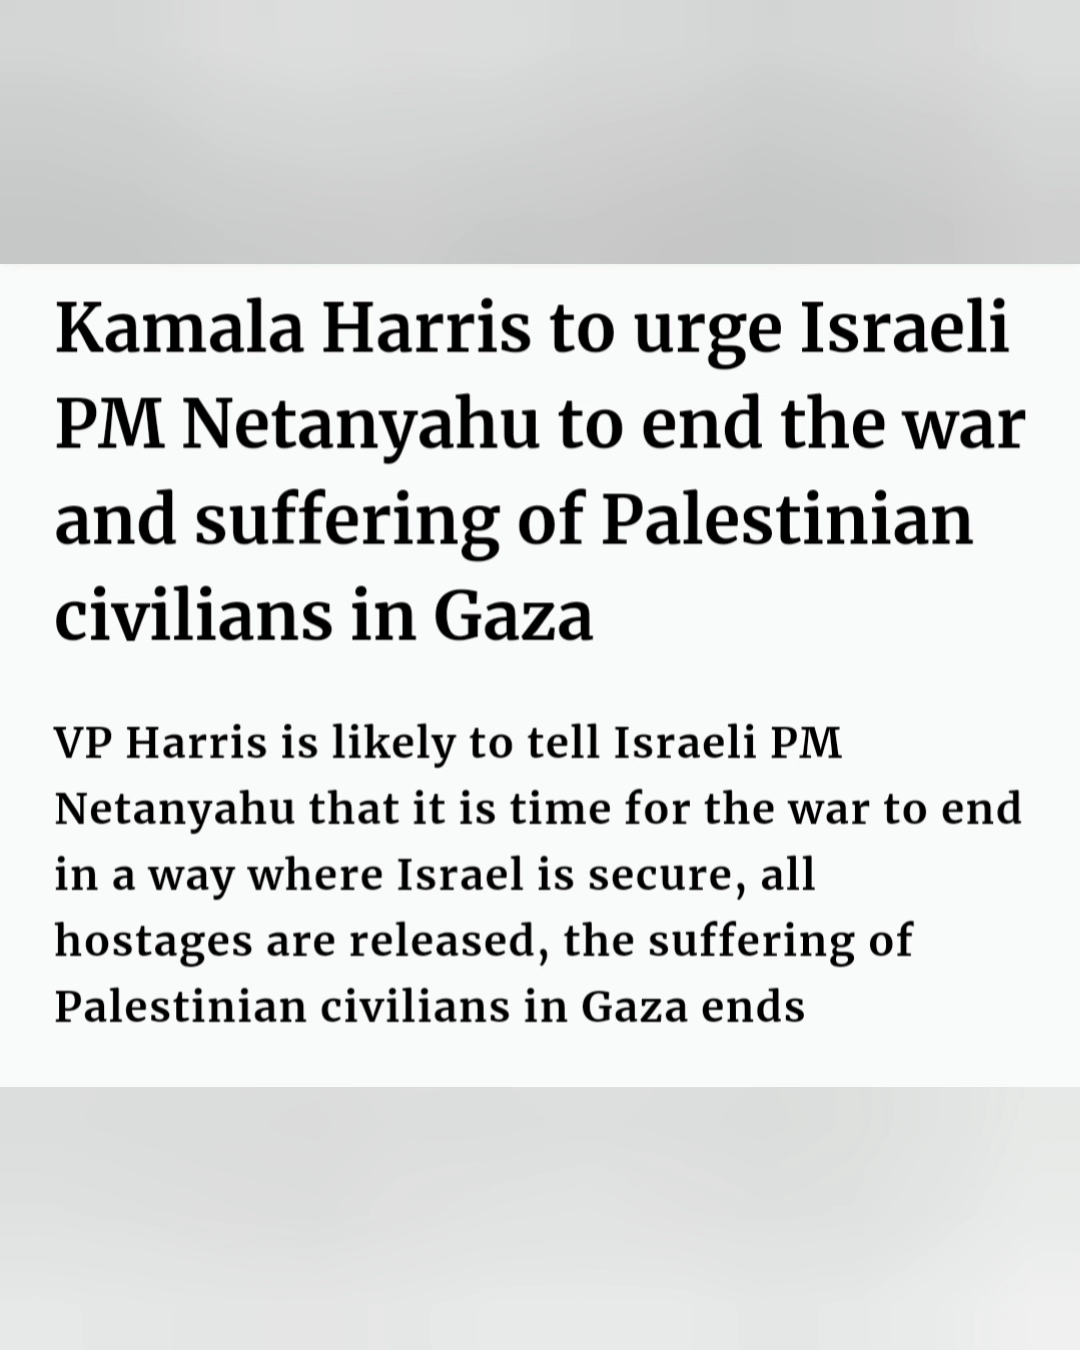 Kamala Harris to urge Israeli
PM Netanyahu to end the war
and suffering of Palestinian
civilians in Gaza
VP Harris is likely to tell Israeli PM
Netanyahu that it is time for the war to end
in a way where Israel is secure, all
hostages are released, the suffering of
Palestinian civilians in Gaza ends